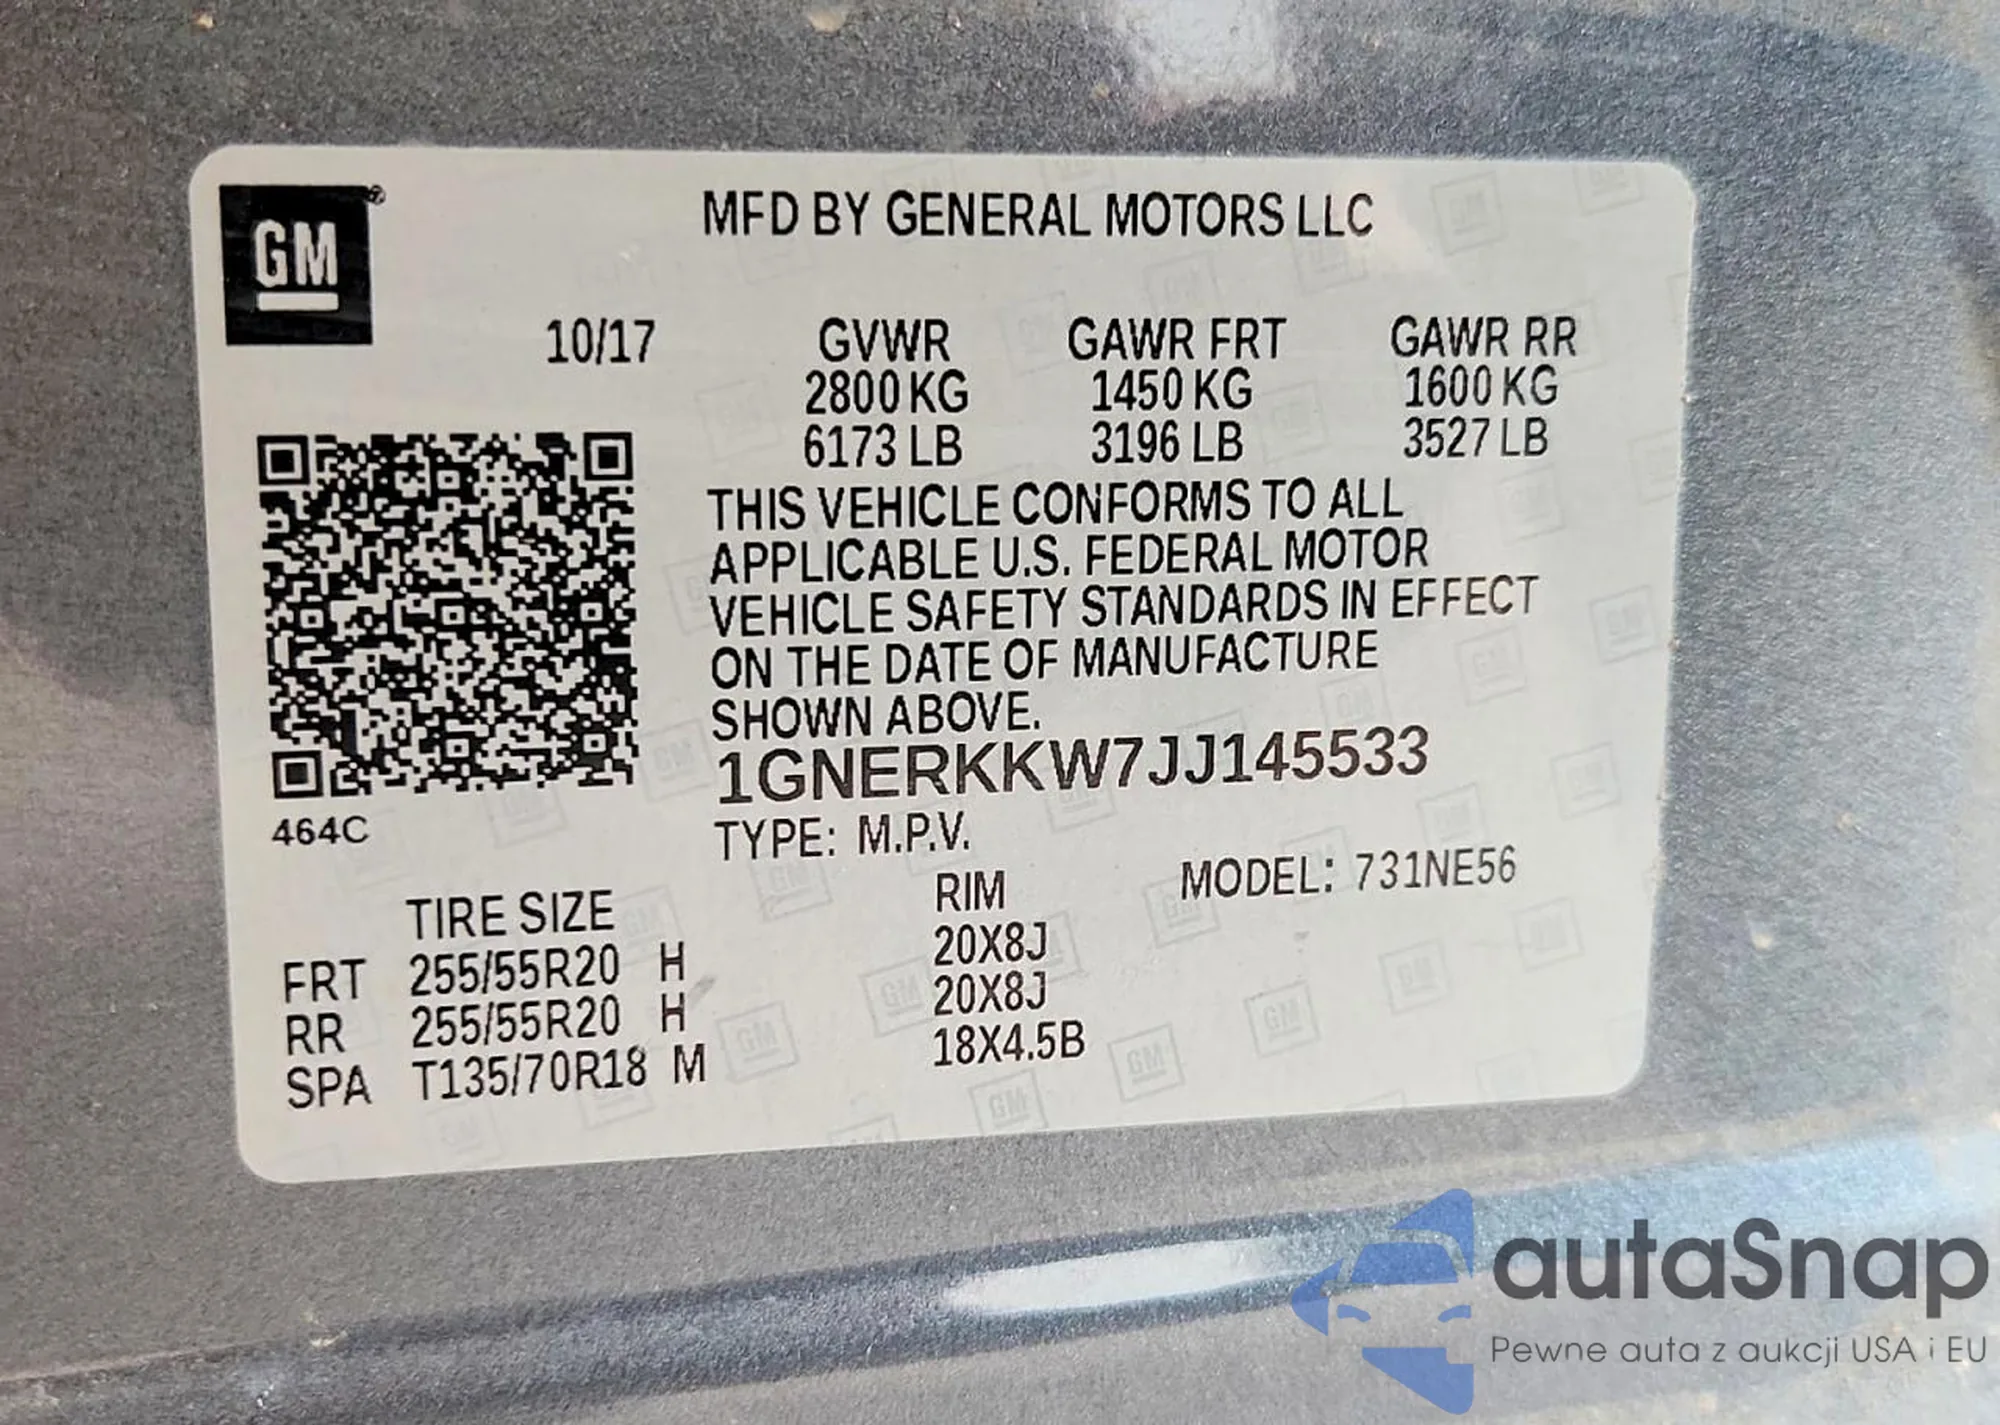 GM
MFD BY GENERAL MOTORS LLC
10/17 GVWR GAWR FRT GAWR RR
2800 KG 1450 KG 1600 KG
6173 LB 3196 LB 3527 LB
THIS VEHICLE CONFORMS TO ALL
APPLICABLE U.S. FEDERAL MOTOR
VEHICLE SAFETY STANDARDS IN EFFECT
ON THE DATE OF MANUFACTURE
SHOWN ABOVE.
1GNERKKW7JJ145533
464C
TYPE: M.P.V.
TIRE SIZE RIM MODEL: 731NE56
FRT 255/55R20 H 20X8J
RR 255/55R20 H 20X8J
SPA T135/70R18 M 18X4.5B
autaSnap
Pewne auta z aukcji USA i EU